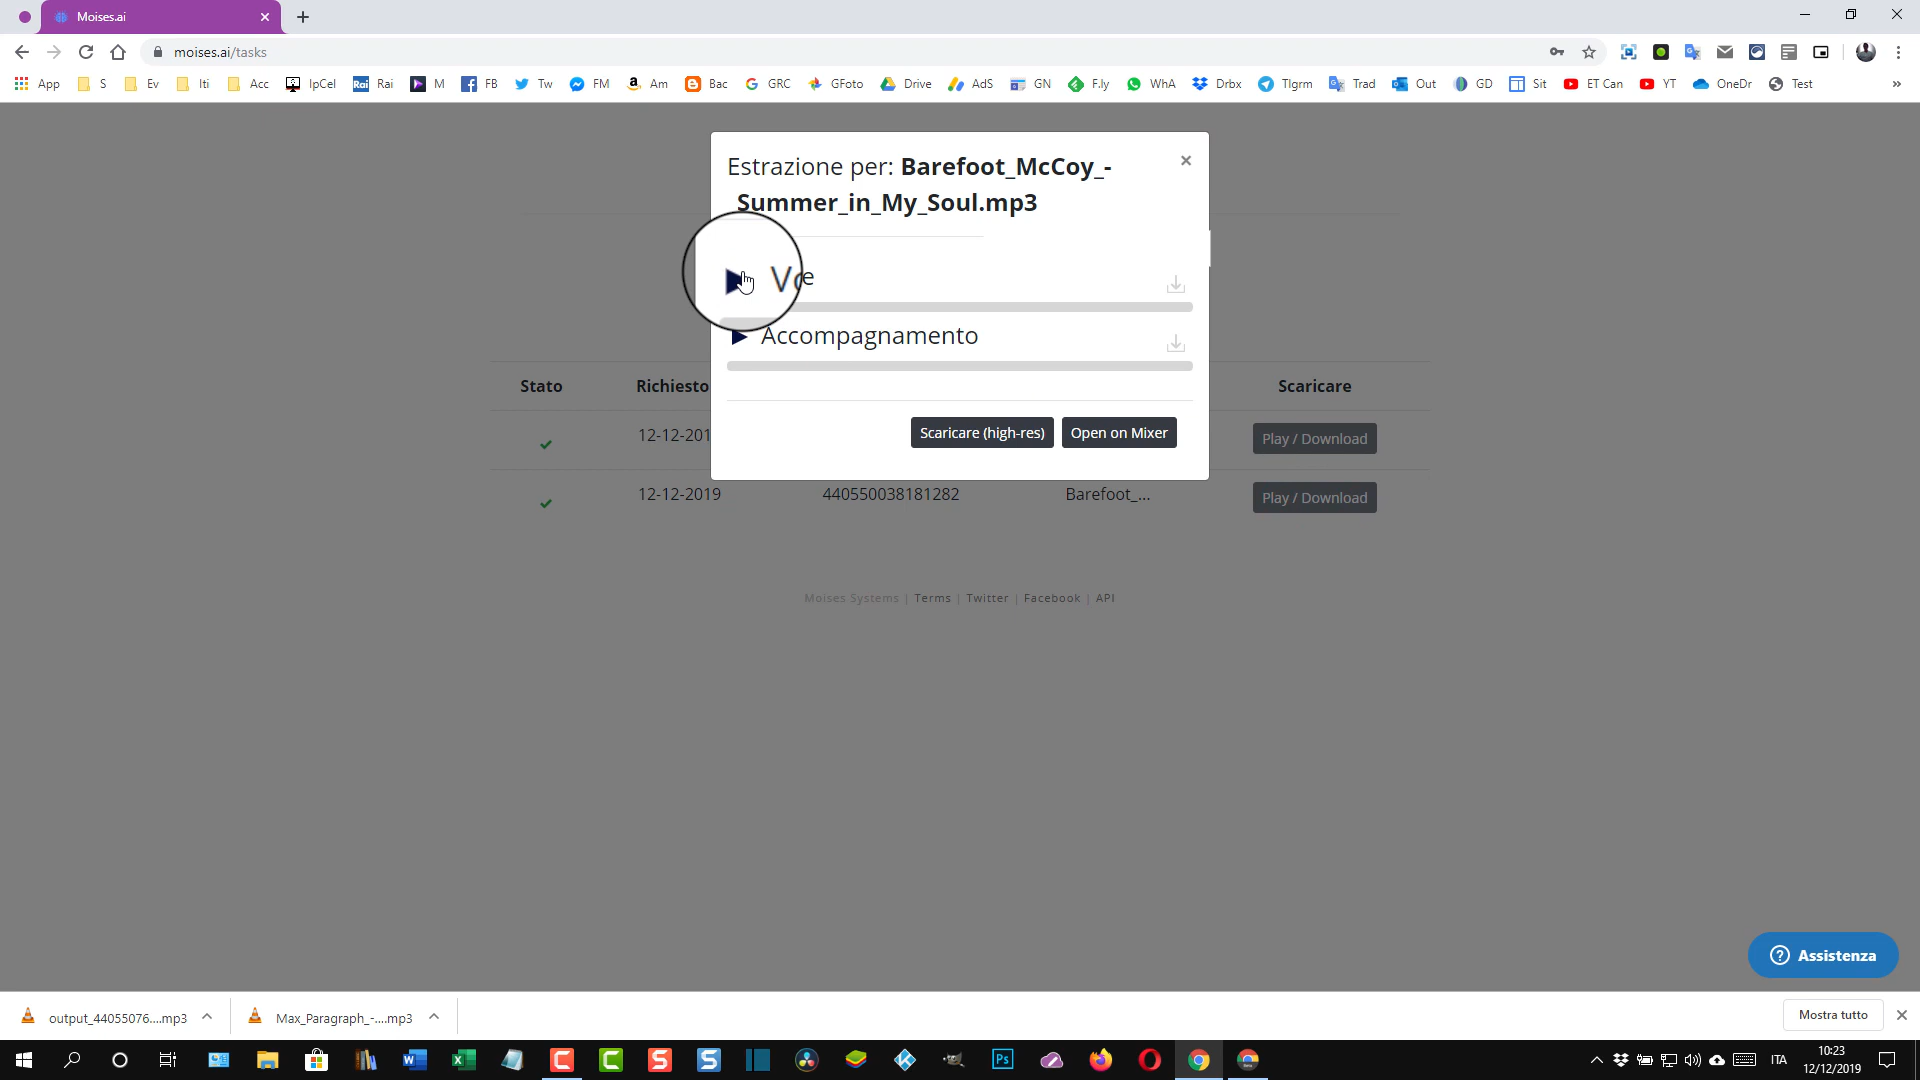 Moises.ai
moises.ai/tasks
App S Ev Iti Acc IpCel Rai Rai M FB Tw FM Am Bac GRC GFoto Drive AdS GN F.ly WhA Drbx Tlgrm Trad Out GD Sit ET Can YT OneDr Test »
Estrazione per: Barefoot_McCoy_-
Summer_in_My_Soul.mp3
Accompagnamento
Stato Richiesto Scaricare
Scaricare (high-res) Open on Mixer
12-12-201 Play / Download
12-12-2019 440550038181282 Barefoot_... Play / Download
Moises Systems | Terms | Twitter | Facebook | API
Assistenza
output_44055076....mp3 Max_Paragraph_-....mp3 Mostra tutto
ITA
10:23
12/12/2019